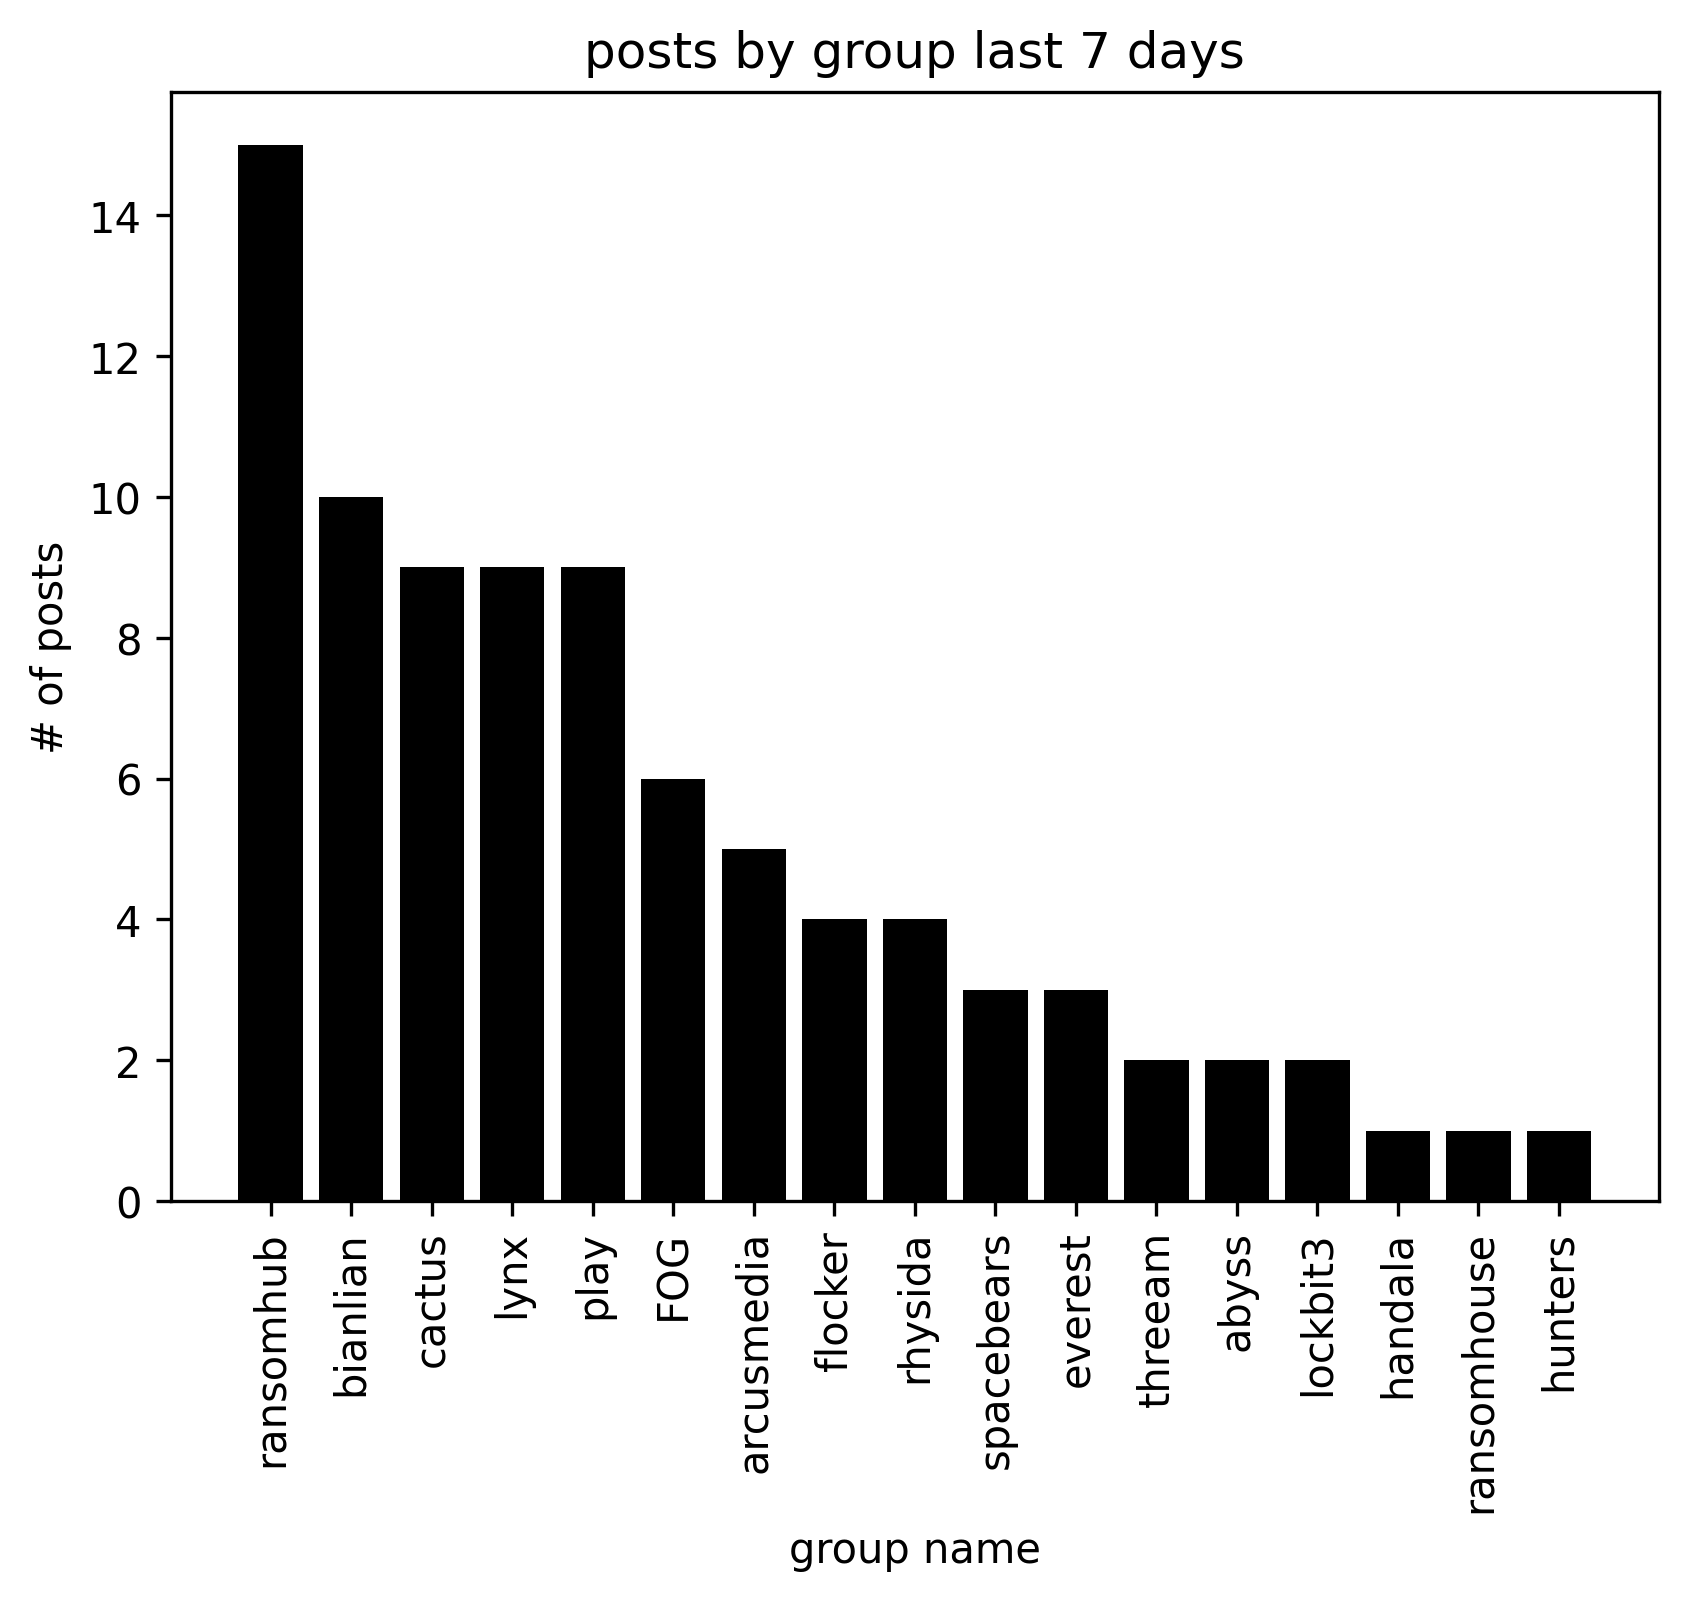 posts by group last 7 days
# of posts
14
12
10
8
6
4
2
0
ransomhub
bianlian
cactus
lynx
play
FOG
arcusmedia
flocker
rhysida
spacebears
everest
threeam
abyss
lockbit3
handala
ransomhouse
hunters
group name